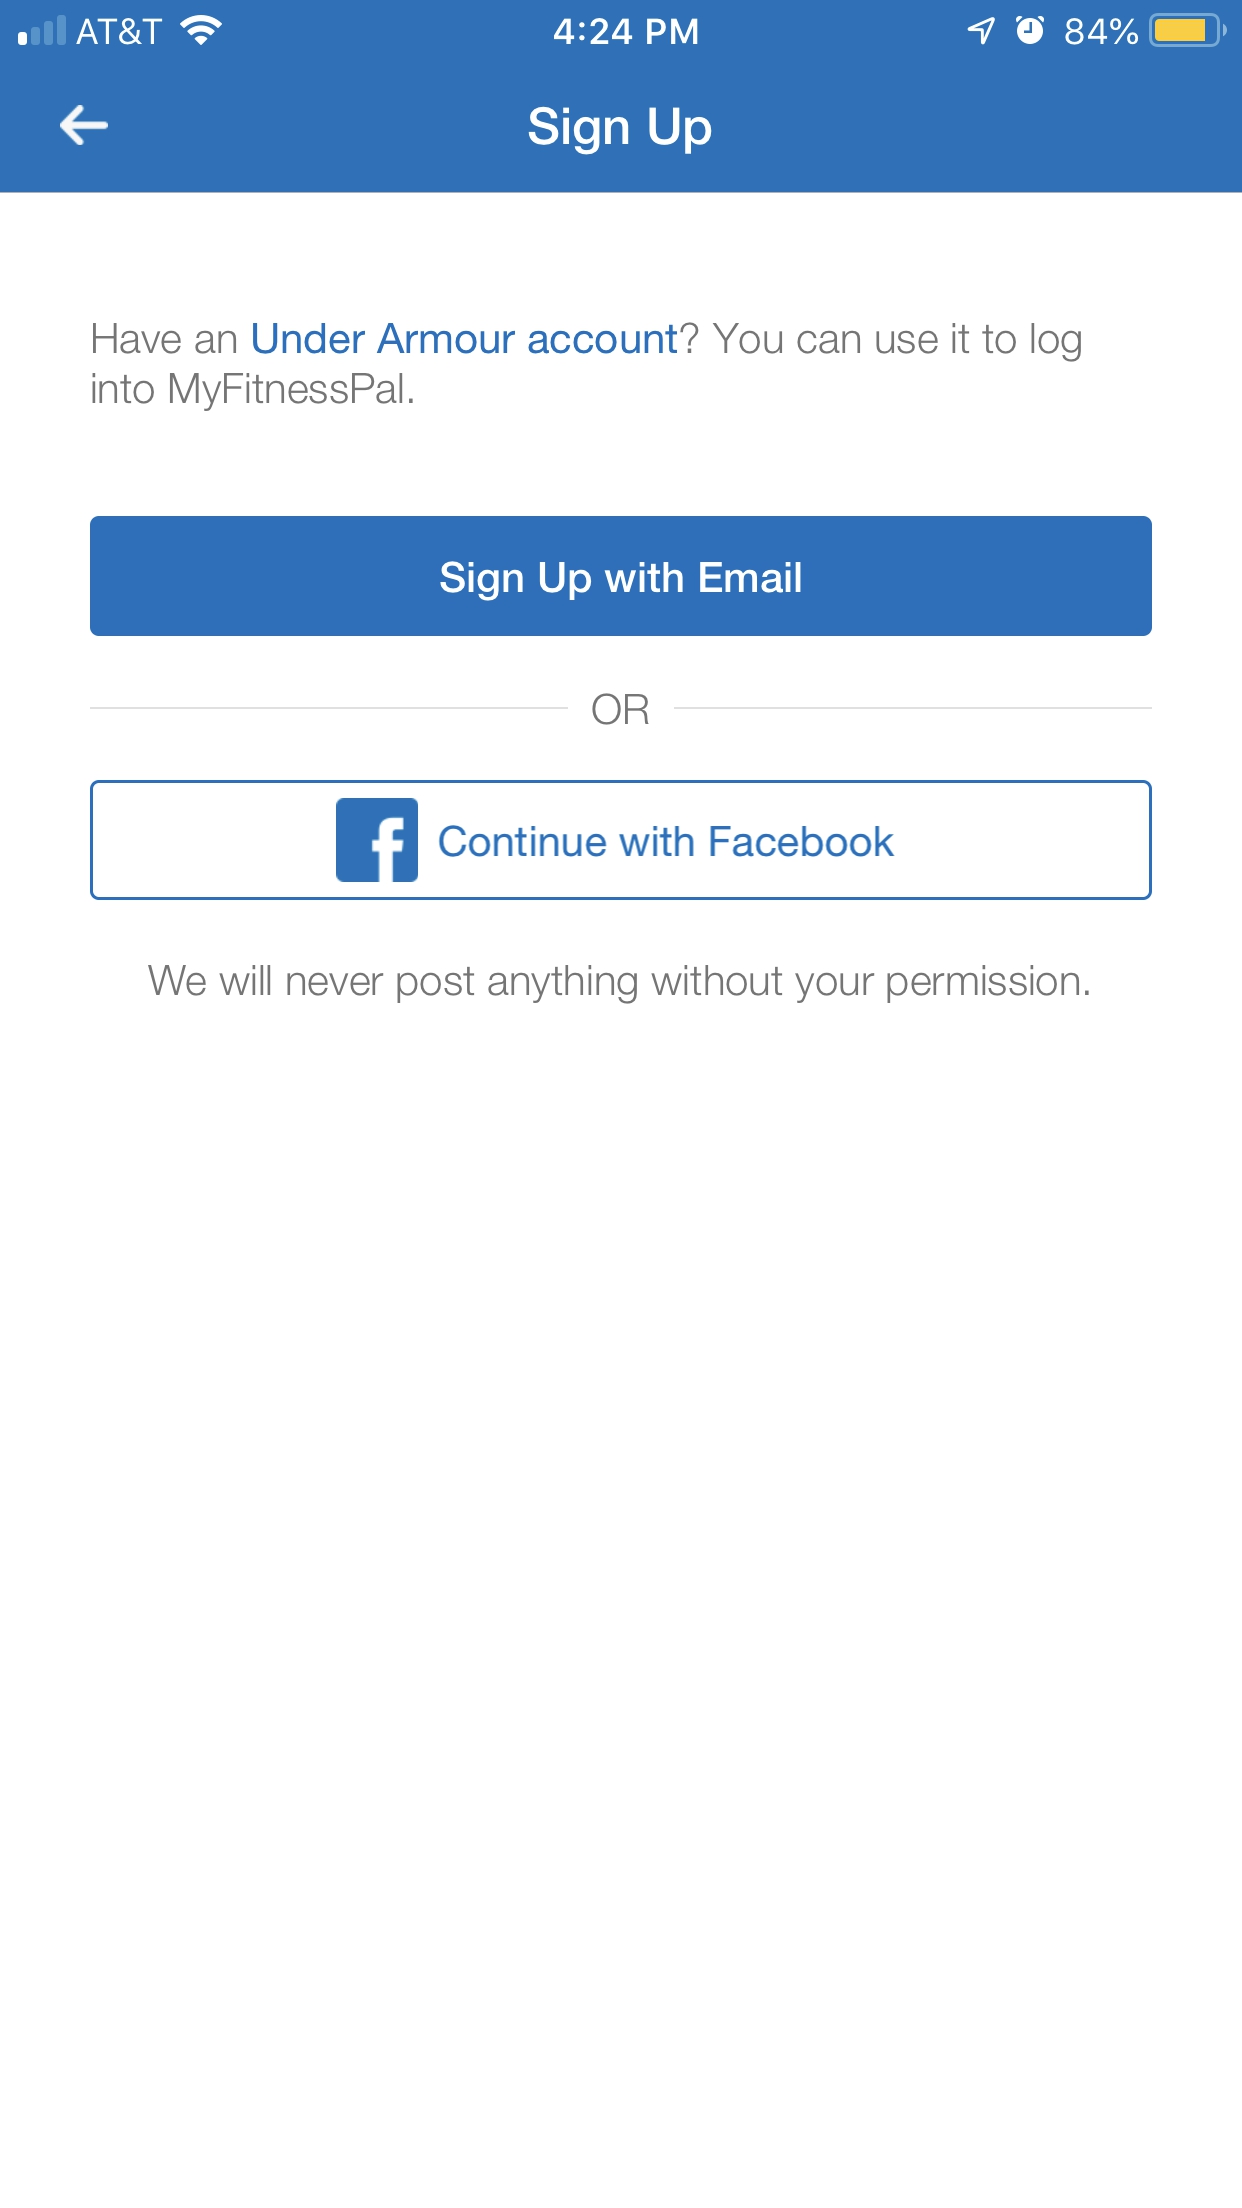 AT&T 4:24 PM 84%
Sign Up
Have an Under Armour account? You can use it to log
into MyFitnessPal.
Sign Up with Email
OR
Continue with Facebook
We will never post anything without your permission.